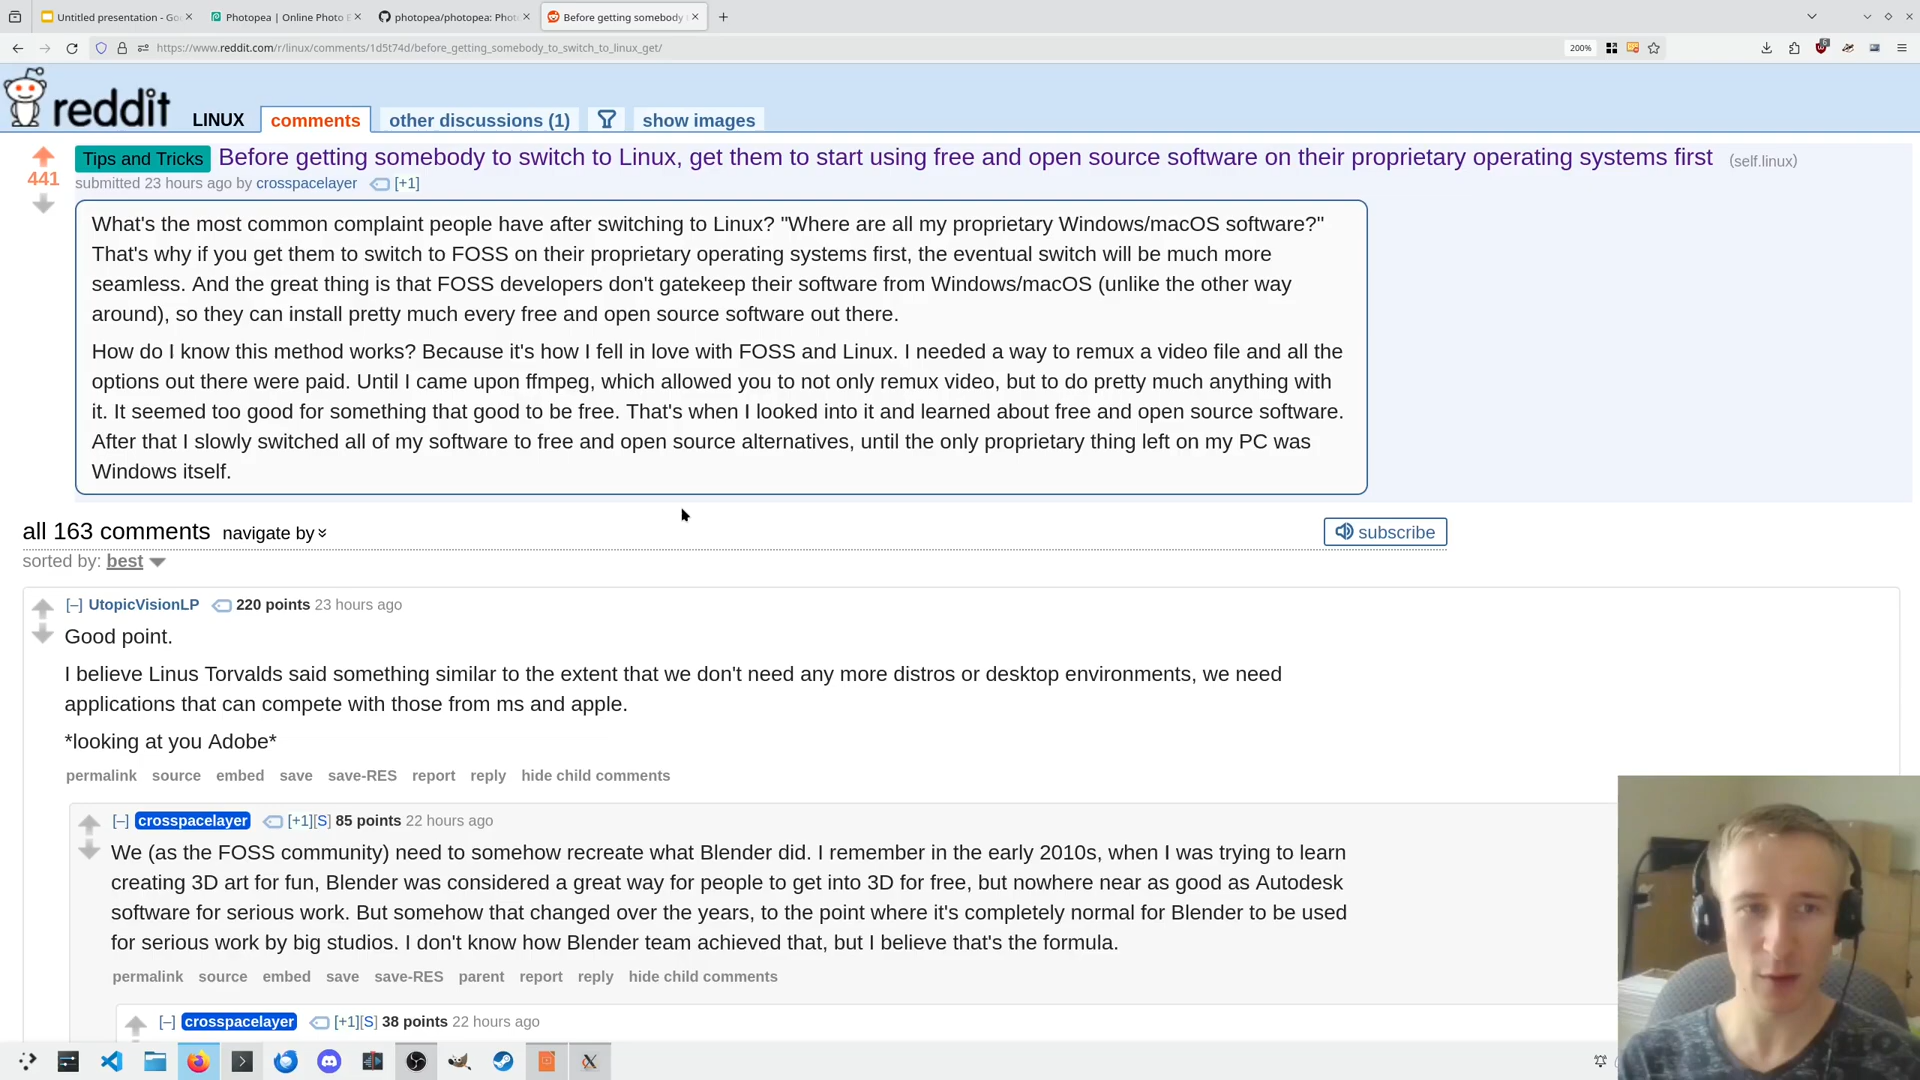 Untitled presentation - Go
Photopea | Online Photo E
photopea/photopea: Phot
Before getting somebody
https://www.reddit.com/r/linux/comments/1d5t74d/before_getting_somebody_to_switch_to_linux_get/
200%
reddit LINUX comments other discussions (1) show images
441
Tips and Tricks Before getting somebody to switch to Linux, get them to start using free and open source software on their proprietary operating systems first (self.linux)
submitted 23 hours ago by crosspacelayer [+1]
What's the most common complaint people have after switching to Linux? "Where are all my proprietary Windows/macOS software?"
That's why if you get them to switch to FOSS on their proprietary operating systems first, the eventual switch will be much more
seamless. And the great thing is that FOSS developers don't gatekeep their software from Windows/macOS (unlike the other way
around), so they can install pretty much every free and open source software out there.
How do I know this method works? Because it's how I fell in love with FOSS and Linux. I needed a way to remux a video file and all the
options out there were paid. Until I came upon ffmpeg, which allowed you to not only remux video, but to do pretty much anything with
it. It seemed too good for something that good to be free. That's when I looked into it and learned about free and open source software.
After that I slowly switched all of my software to free and open source alternatives, until the only proprietary thing left on my PC was
Windows itself.
all 163 comments navigate by
subscribe
sorted by: best
[–] UtopicVisionLP 220 points 23 hours ago
Good point.
I believe Linus Torvalds said something similar to the extent that we don't need any more distros or desktop environments, we need
applications that can compete with those from ms and apple.
*looking at you Adobe*
permalink source embed save save-RES report reply hide child comments
[–] crosspacelayer [+1][S] 85 points 22 hours ago
We (as the FOSS community) need to somehow recreate what Blender did. I remember in the early 2010s, when I was trying to learn
creating 3D art for fun, Blender was considered a great way for people to get into 3D for free, but nowhere near as good as Autodesk
software for serious work. But somehow that changed over the years, to the point where it's completely normal for Blender to be used
for serious work by big studios. I don't know how Blender team achieved that, but I believe that's the formula.
permalink source embed save save-RES parent report reply hide child comments
[–] crosspacelayer [+1][S] 38 points 22 hours ago